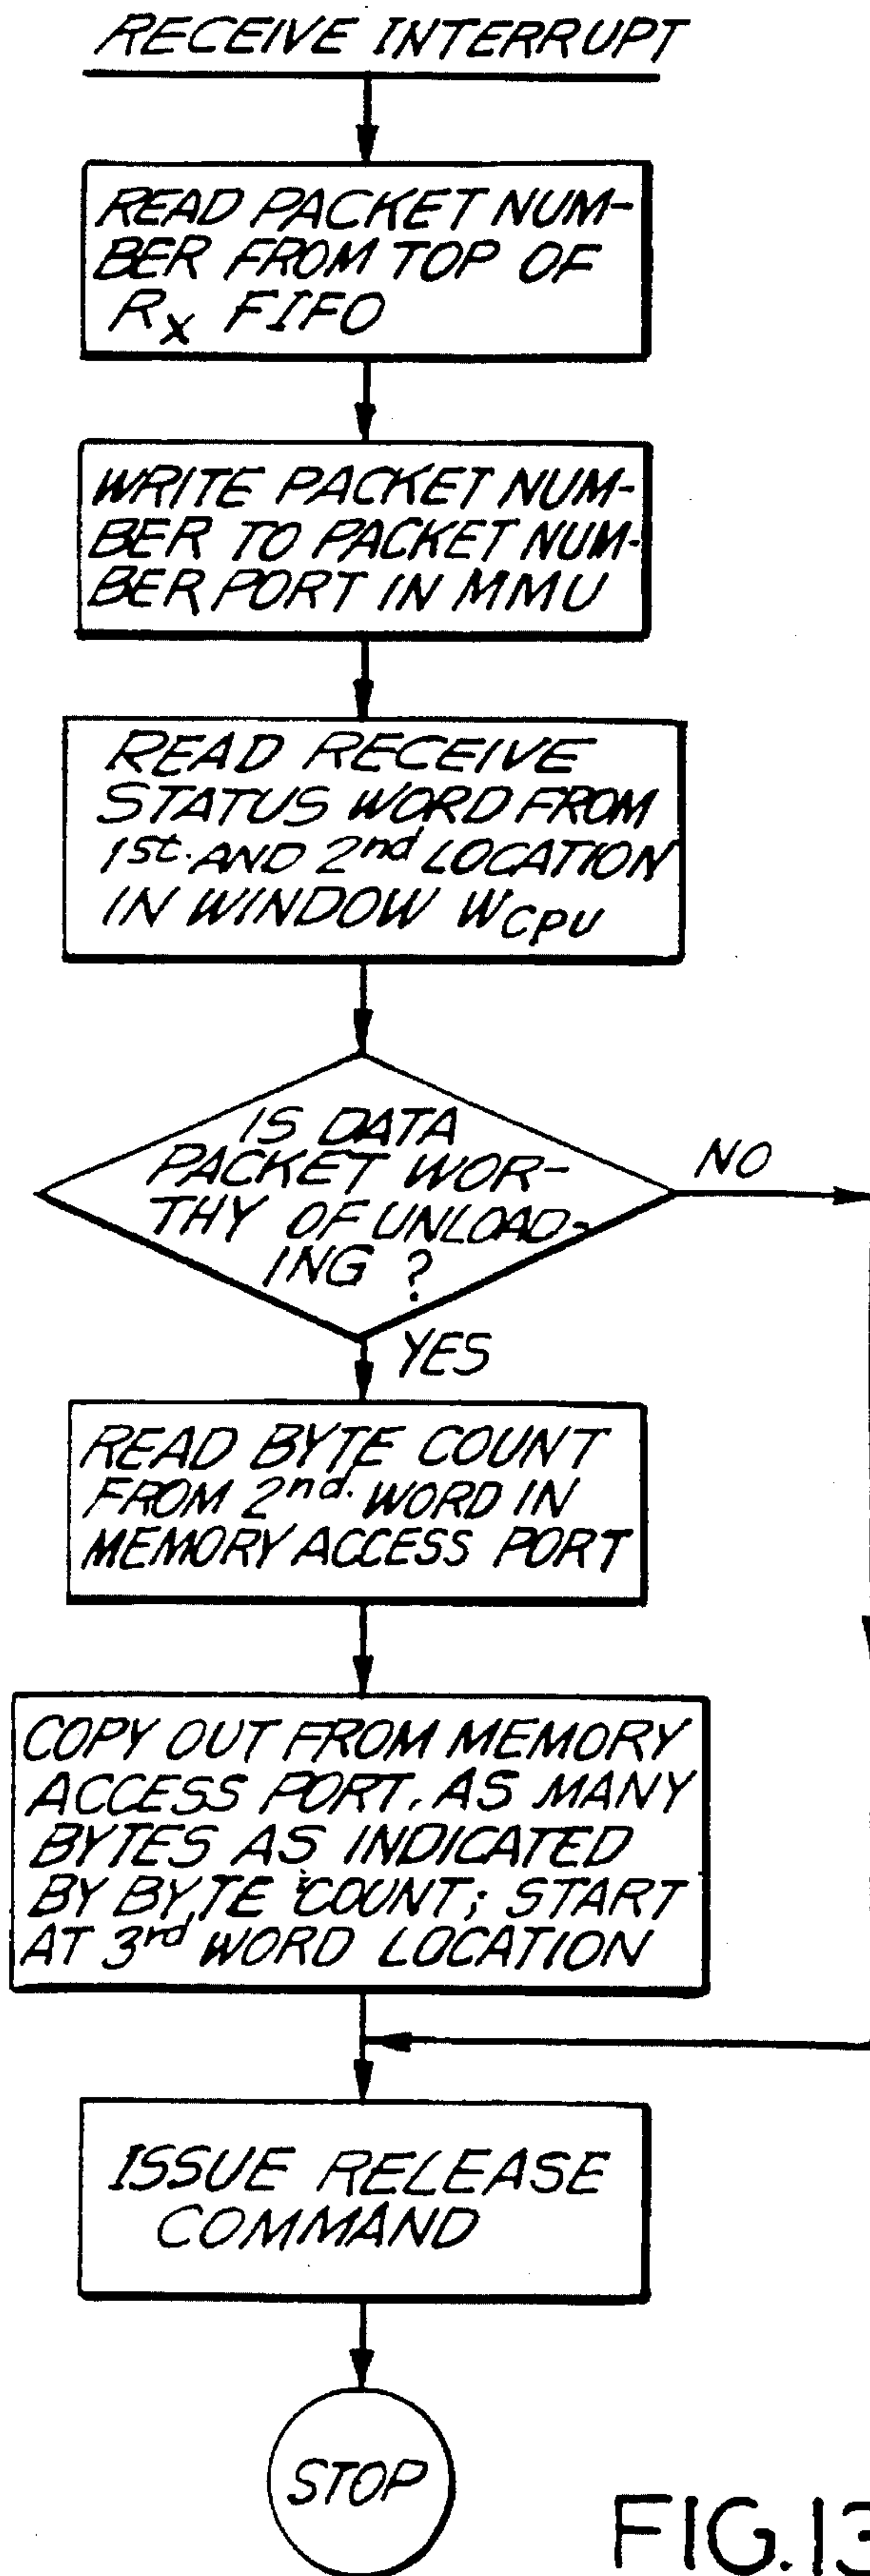 RECEIVE INTERRUPT
READ PACKET NUM-
BER FROM TOP OF
Rx FIFO
WRITE PACKET NUM-
BER TO PACKET NUM-
BER PORT IN MMU
READ RECEIVE
STATUS WORD FROM
1st. AND 2nd LOCATION
IN WINDOW WCPU
IS DATA
PACKET WOR-
THY OF UNLOAD-
ING ?
NO
YES
READ BYTE COUNT
FROM 2nd. WORD IN
MEMORY ACCESS PORT
COPY OUT FROM MEMORY
ACCESS PORT, AS MANY
BYTES AS INDICATED
BY BYTE COUNT; START
AT 3rd WORD LOCATION
ISSUE RELEASE
COMMAND
STOP
FIG.13